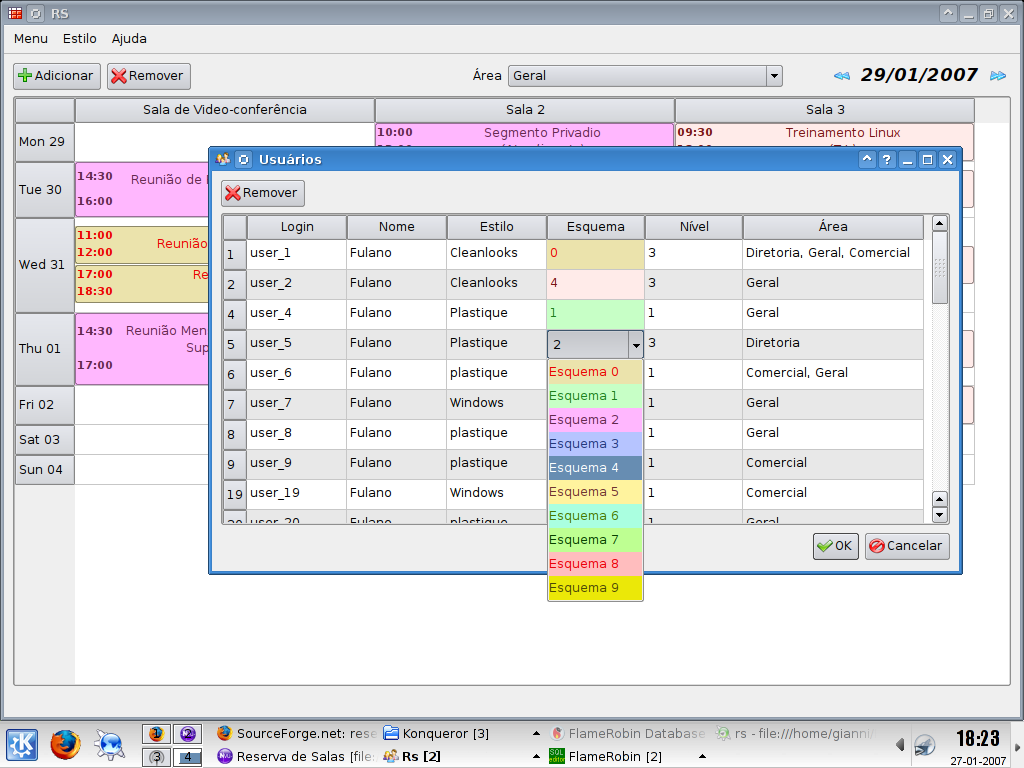 RS
Menu Estilo Ajuda
Adicionar Remover Área Geral 29/01/2007
Sala de Video-conferência Sala 2 Sala 3
Mon 29
10:00 Segmento Privadio
09:30 Treinamento Linux
Tue 30
14:30 Reunião de
16:00
Wed 31
11:00
12:00 Reunião
17:00 Re
18:30
Thu 01
14:30 Reunião Men
Sup
17:00
Fri 02
Sat 03
Sun 04
Usuários
Remover
Login Nome Estilo Esquema Nível Área
1 user_1 Fulano Cleanlooks 0 3 Diretoria, Geral, Comercial
2 user_2 Fulano Cleanlooks 4 3 Geral
4 user_4 Fulano Plastique 1 1 Geral
5 user_5 Fulano Plastique 2 3 Diretoria
6 user_6 Fulano plastique 1 Comercial, Geral
7 user_7 Fulano Windows 1 Geral
8 user_8 Fulano plastique 1 Geral
9 user_9 Fulano plastique 1 Comercial
19 user_19 Fulano Windows 1 Comercial
20 user_20 Fulano plastique 1 Geral
Esquema 0
Esquema 1
Esquema 2
Esquema 3
Esquema 4
Esquema 5
Esquema 6
Esquema 7
Esquema 8
Esquema 9
OK Cancelar
SourceForge.net: rese Konqueror [3] FlameRobin Database rs - file:///home/gianni/
3 4 Reserva de Salas [file: Rs [2] FlameRobin [2]
18:23
27-01-2007